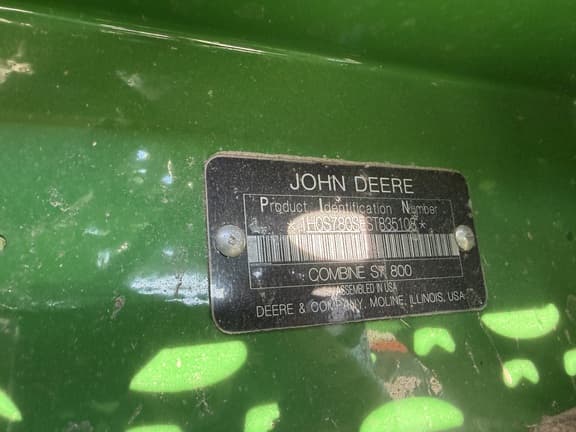 JOHN DEERE
Product Identification Number
COMBINE S7 800
ASSEMBLED IN USA
DEERE & COMPANY, MOLINE, ILLINOIS, USA